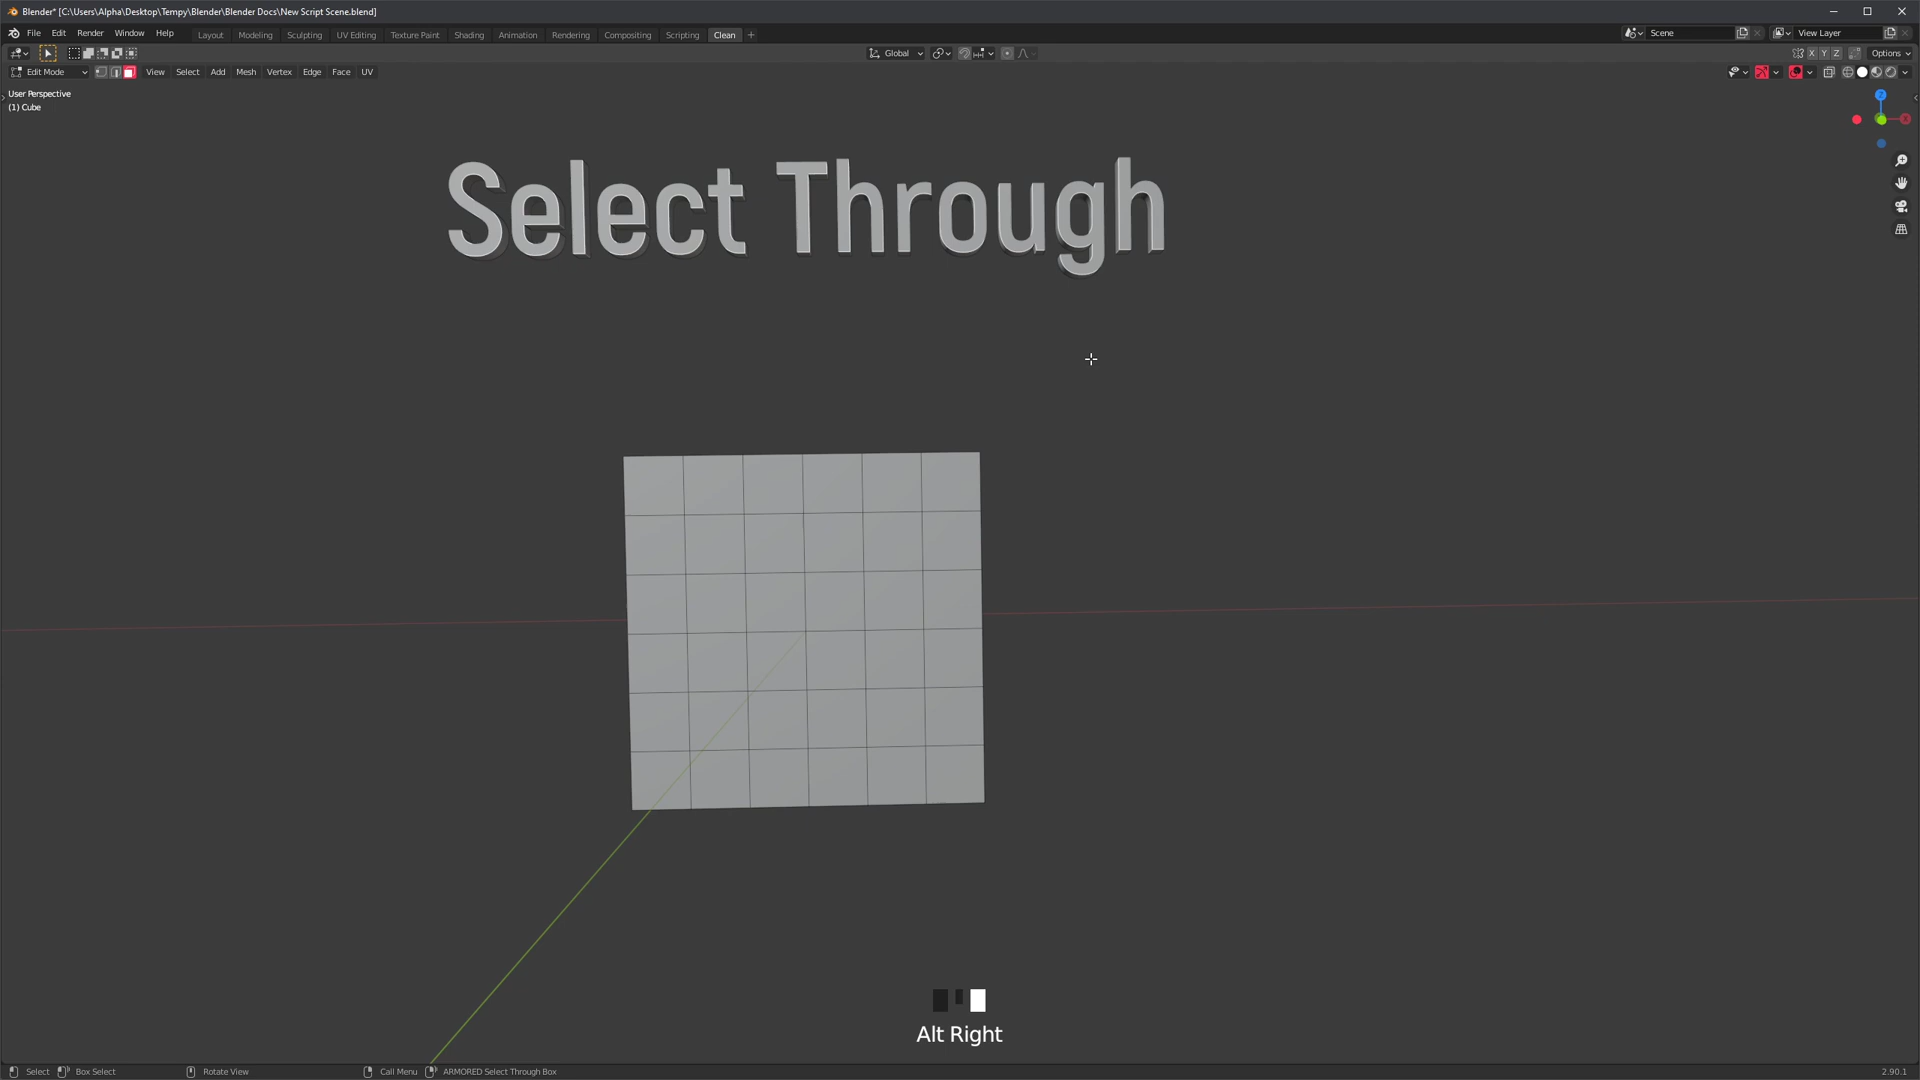 Blender* [C:\Users\Alpha\Desktop\Tempy\Blender\Blender Docs\New Script Scene.blend]
File Edit Render Window Help Layout Modeling Sculpting UV Editing Texture Paint Shading Animation Rendering Compositing Scripting Clean + Scene View Layer
Global X Y Z Options
Edit Mode View Select Add Mesh Vertex Edge Face UV
User Perspective
(1) Cube
Z
X
Select Through
Alt Right
Select Box Select Rotate View Call Menu ARMORED Select Through Box 2.90.1